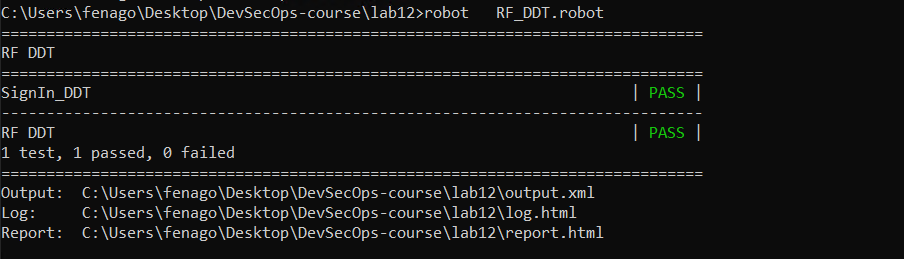 C:\Users\fenago\Desktop\DevSecOps-course\lab12>robot   RF_DDT.robot
==============================================================================
RF DDT
==============================================================================
SignIn_DDT                                                            | PASS |
------------------------------------------------------------------------------
RF DDT                                                                | PASS |
1 test, 1 passed, 0 failed
==============================================================================
Output:  C:\Users\fenago\Desktop\DevSecOps-course\lab12\output.xml
Log:     C:\Users\fenago\Desktop\DevSecOps-course\lab12\log.html
Report:  C:\Users\fenago\Desktop\DevSecOps-course\lab12\report.html